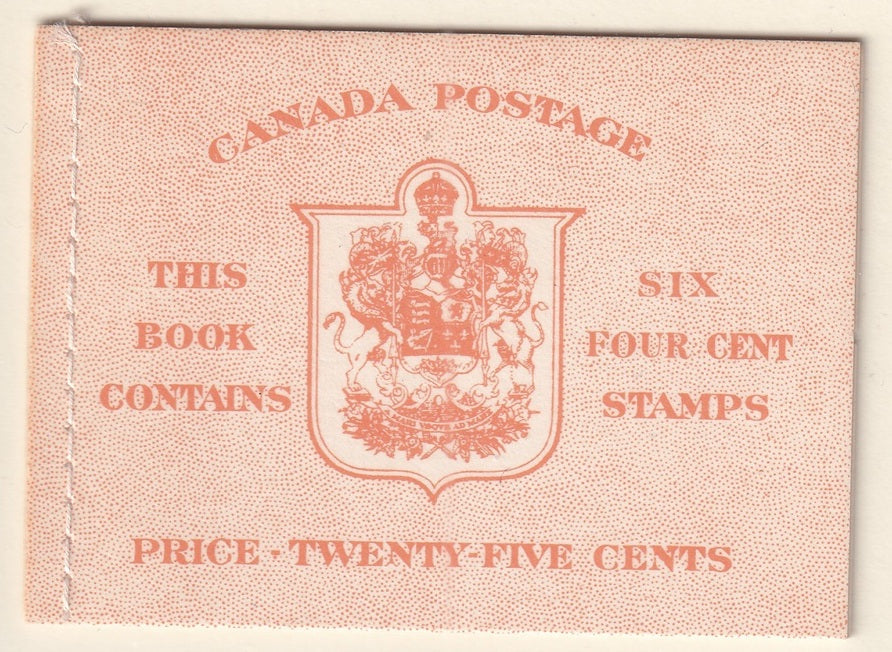 CANADA POSTAGE
THIS
BOOK
CONTAINS
SIX
FOUR CENT
STAMPS
PRICE - TWENTY-FIVE CENTS